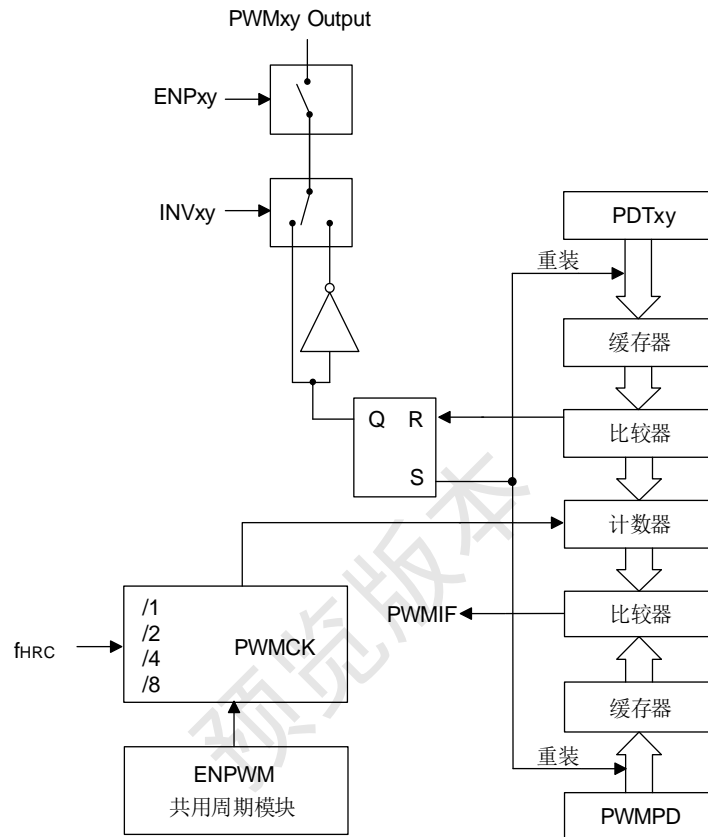 PWMxy Output
ENPxy
INVxy
PDTxy
重装
缓存器
Q R
比较器
S
计数器
/1
/2
/4
/8
PWMCK
fHRC
PWMIF
比较器
缓存器
ENPWM
共用周期模块
重装
PWMPD
预览版本